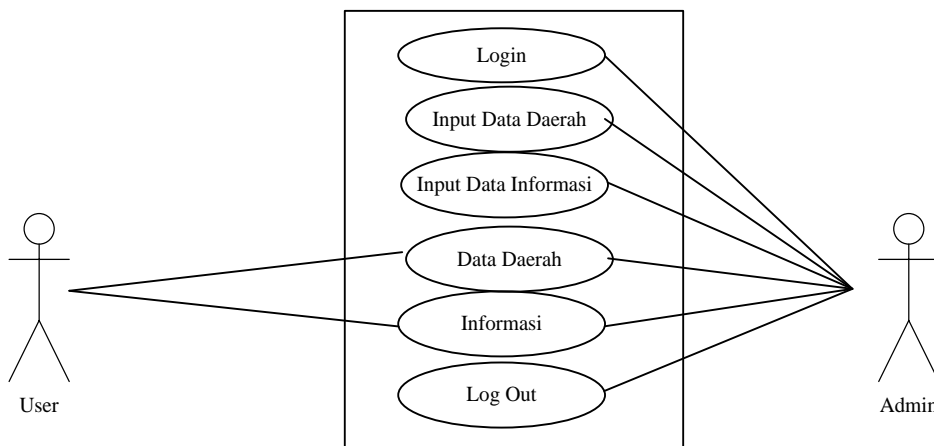 Login
Input Data Daerah
Input Data Informasi
Data Daerah
Informasi
Log Out
User
Admin